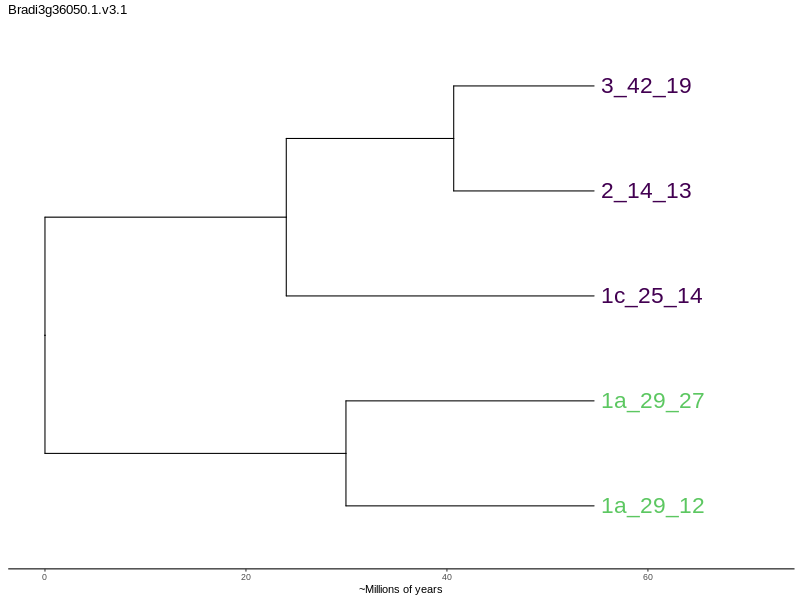 Bradi3g36050.1.v3.1
3_42_19
2_14_13
1c_25_14
1a_29_27
1a_29_12
0 20 40 60
~Millions of years